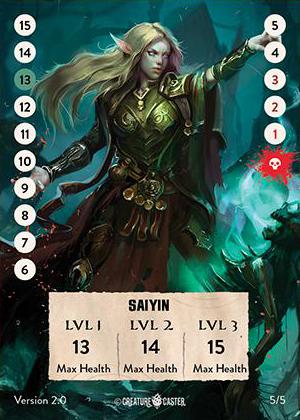 15 5
14 4
13 3
12 2
11 1
10
9
8
7
6
SAIYIN
LVL 1 LVL 2 LVL 3
13 14 15
Max Health Max Health Max Health
Version 2.0 ©CREATURE CASTER. 5/5